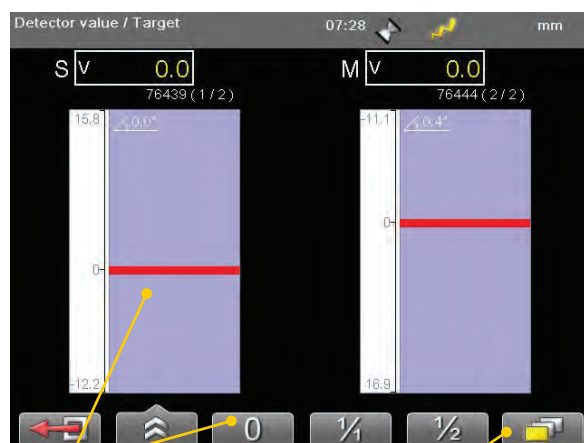 Detector value / Target 07:28 mm
S V 0.0 M V 0.0
76439 (1/2) 76444 (2/2)
15.8 0.0° -11.1 0.4°
0
0
-12.2 16.9
0 1/1 1/2